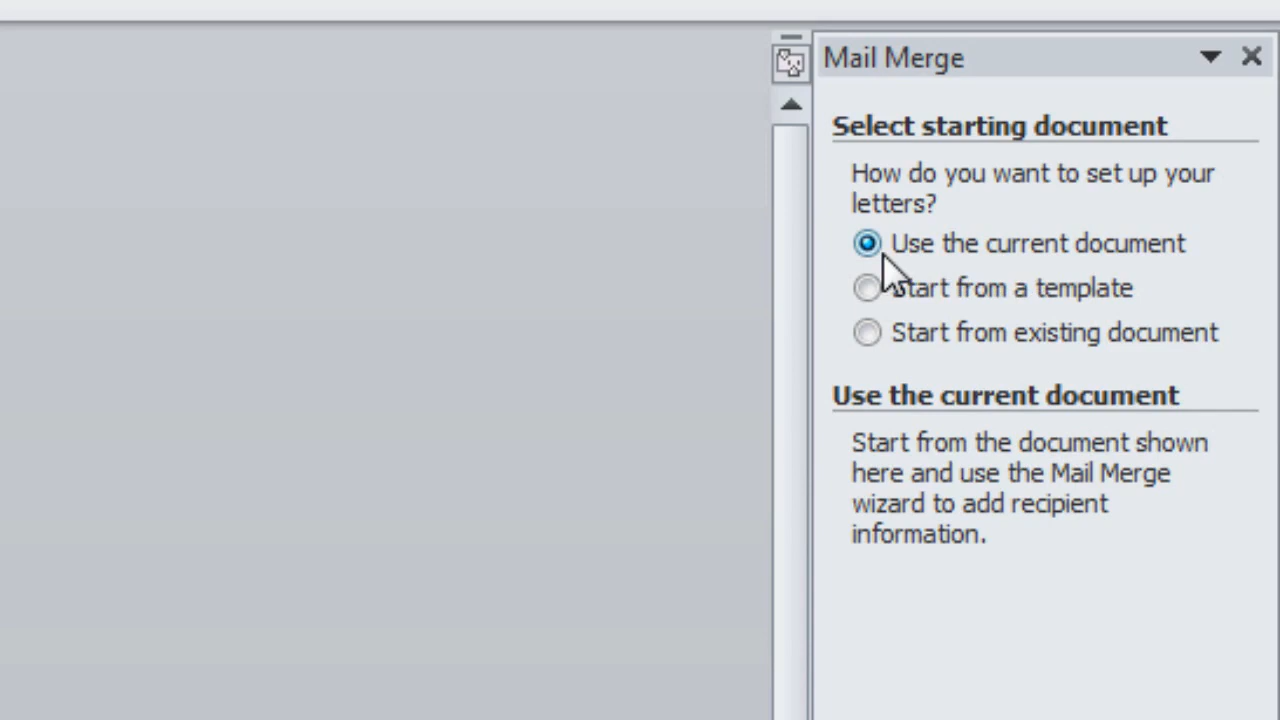 Mail Merge
Select starting document
How do you want to set up your
letters?
Use the current document
Start from a template
Start from existing document
Use the current document
Start from the document shown
here and use the Mail Merge
wizard to add recipient
information.